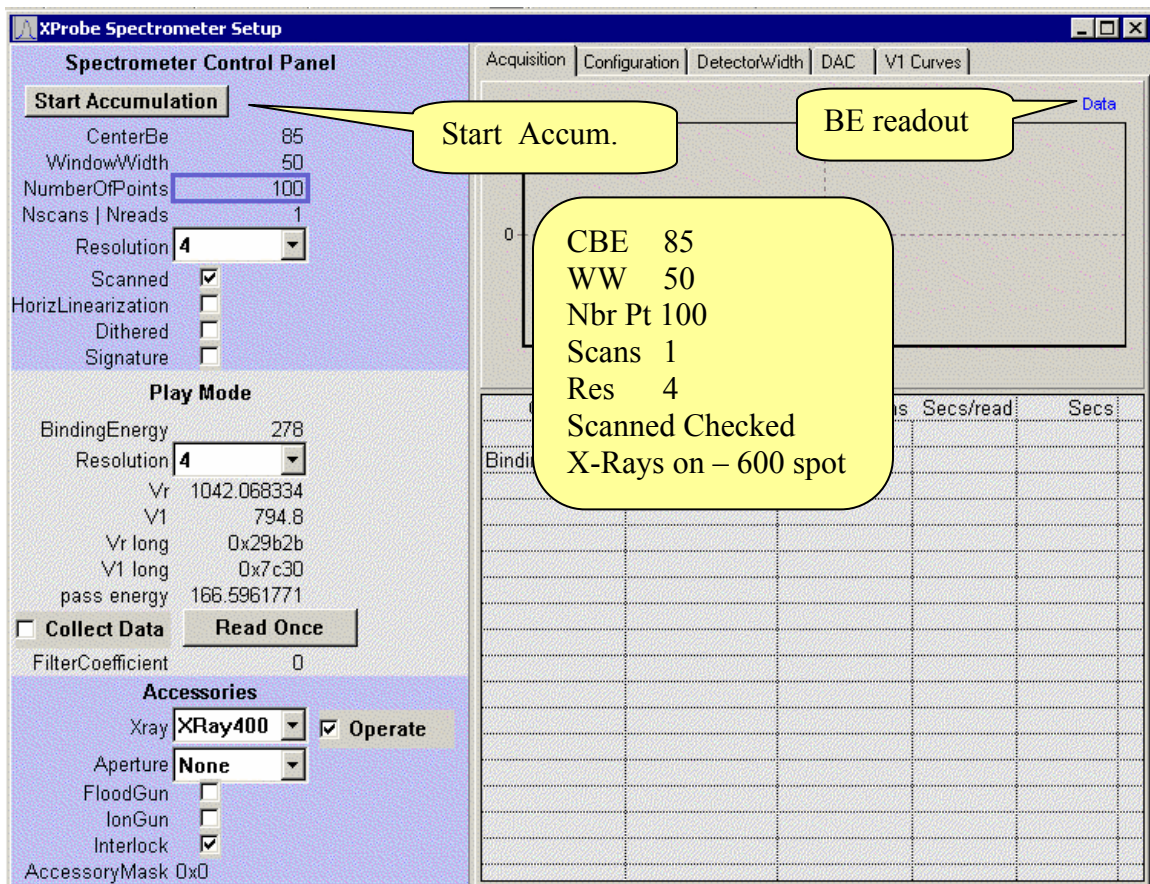 XProbe Spectrometer Setup
Spectrometer Control Panel
Start Accumulation
CenterBe 85
WindowWidth 50
NumberOfPoints 100
Nscans | Nreads 1
Resolution 4
Scanned
HorizLinearization
Dithered
Signature
Play Mode
BindingEnergy 278
Resolution 4
Vr 1042.068334
V1 794.8
Vr long 0x29b2b
V1 long 0x7c30
pass energy 166.5961771
Collect Data Read Once
FilterCoefficient 0
Accessories
Xray XRay400 Operate
Aperture None
FloodGun
IonGun
Interlock
AccessoryMask 0x0
Acquisition Configuration DetectorWidth DAC V1 Curves
Data
Start Accum.
BE readout
0
CBE 85
WW 50
Nbr Pt 100
Scans 1
Res 4
Scanned Checked
X-Rays on – 600 spot
Secs/read Secs